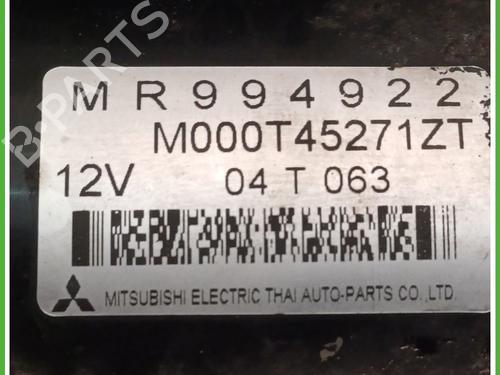 MR994922
M000T45271ZT
12V 04 T 063
MITSUBISHI ELECTRIC THAI AUTO-PARTS CO.,LTD.
B-PARTS